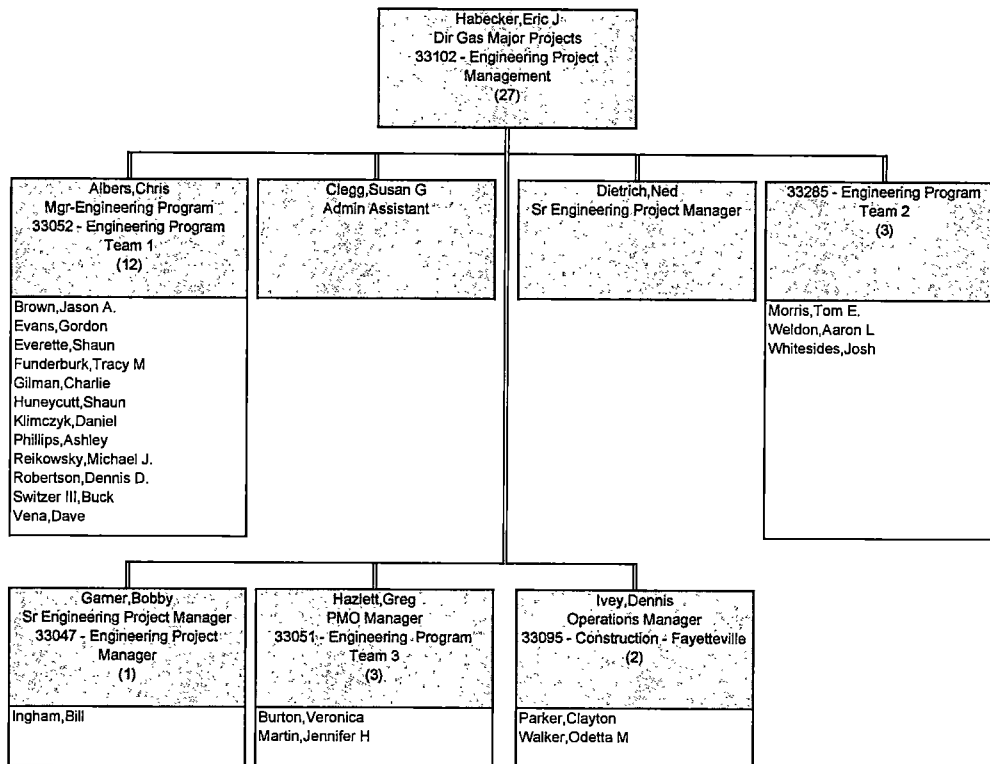 Habecker,Eric J
Dir Gas Major Projects
33102 - Engineering Project
Management
(27)
Albers,Chris
Mgr-Engineering Program
33052 - Engineering Program
Team 1
(12)
Brown,Jason A.
Evans,Gordon
Everette,Shaun
Funderburk,Tracy M
Gilman,Charlie
Huneycutt,Shaun
Klimczyk,Daniel
Phillips,Ashley
Reikowsky,Michael J.
Robertson,Dennis D.
Switzer III,Buck
Vena,Dave
Clegg,Susan G
Admin Assistant
Dietrich,Ned
Sr Engineering Project Manager
33285 - Engineering Program
Team 2
(3)
Morris,Tom E.
Weldon,Aaron L
Whitesides,Josh
Garner,Bobby
Sr Engineering Project Manager
33047 - Engineering Project
Manager
(1)
Ingham,Bill
Hazlett,Greg
PMO Manager
33051 - Engineering Program
Team 3
(3)
Burton,Veronica
Martin,Jennifer H
Ivey,Dennis
Operations Manager
33095 - Construction - Fayetteville
(2)
Parker,Clayton
Walker,Odetta M